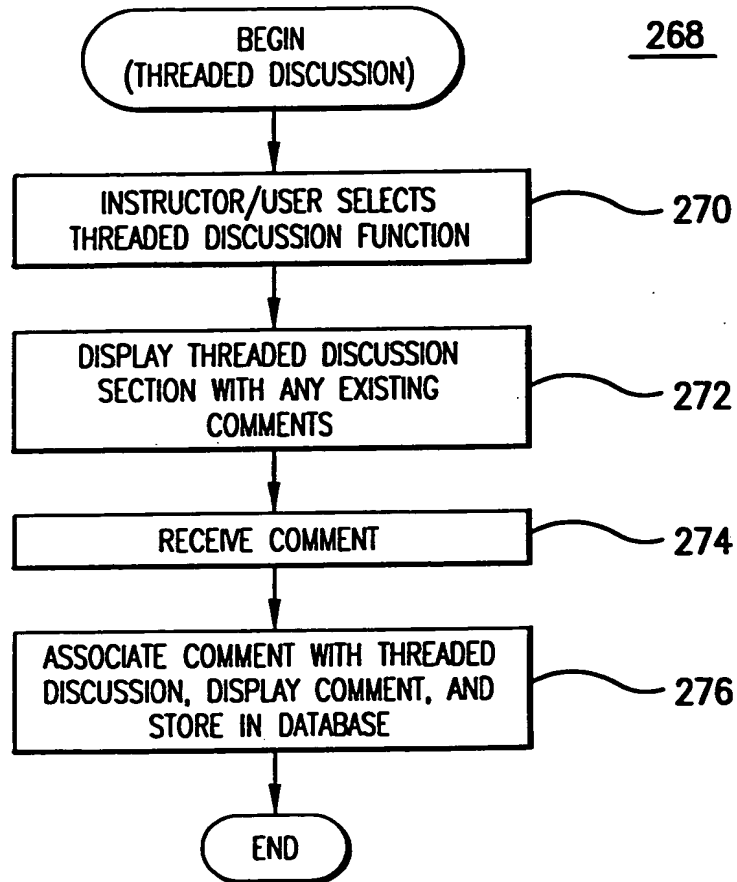 BEGIN
(THREADED DISCUSSION)
268
INSTRUCTOR/USER SELECTS
THREADED DISCUSSION FUNCTION
270
DISPLAY THREADED DISCUSSION
SECTION WITH ANY EXISTING
COMMENTS
272
RECEIVE COMMENT
274
ASSOCIATE COMMENT WITH THREADED
DISCUSSION, DISPLAY COMMENT, AND
STORE IN DATABASE
276
END